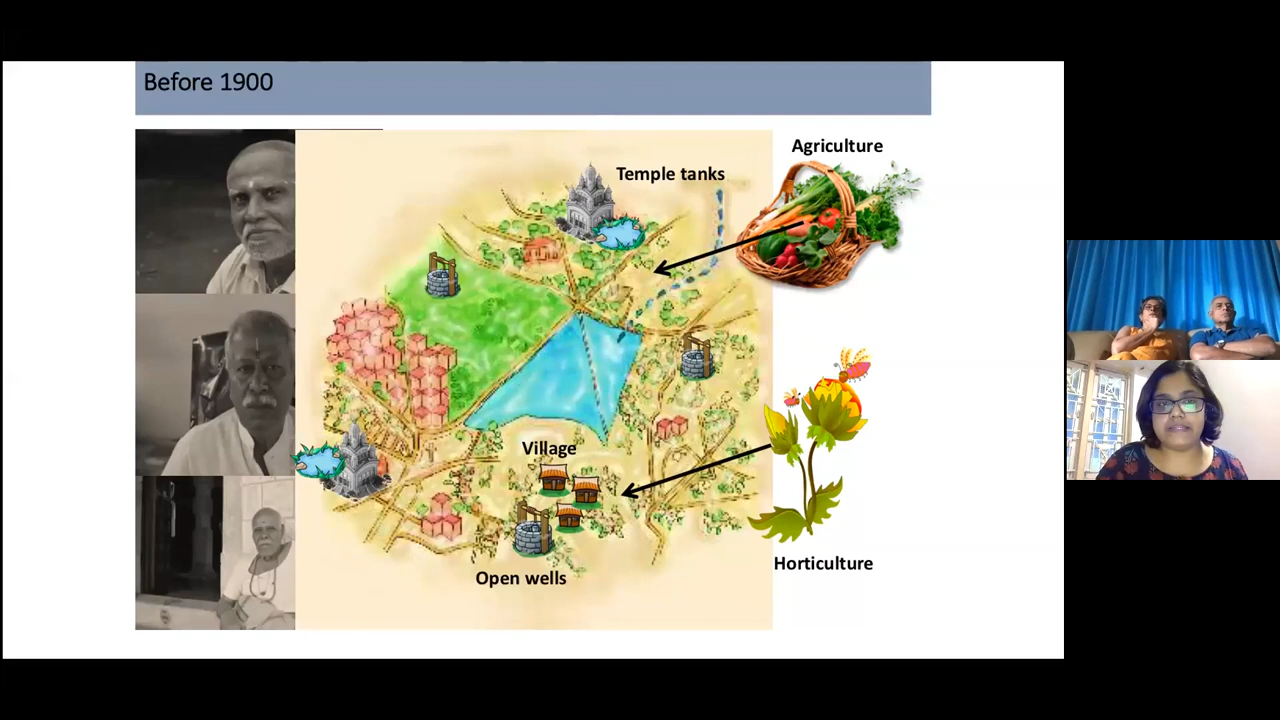 Before 1900
Agriculture
Temple tanks
Village
Horticulture
Open wells